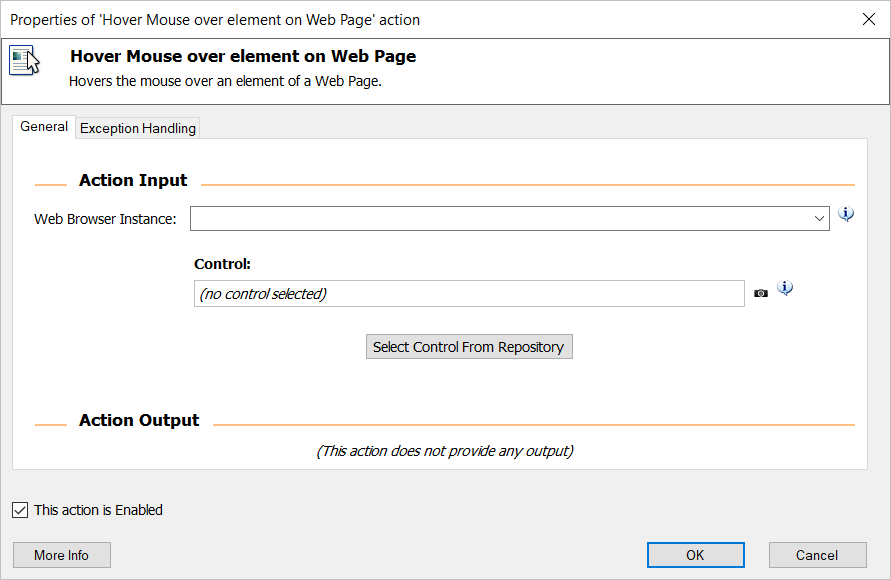 Properties of 'Hover Mouse over element on Web Page' action
Hover Mouse over element on Web Page
Hovers the mouse over an element of a Web Page.
General Exception Handling
Action Input
Web Browser Instance:
Control:
(no control selected)
Select Control From Repository
Action Output
(This action does not provide any output)
This action is Enabled
More Info OK Cancel